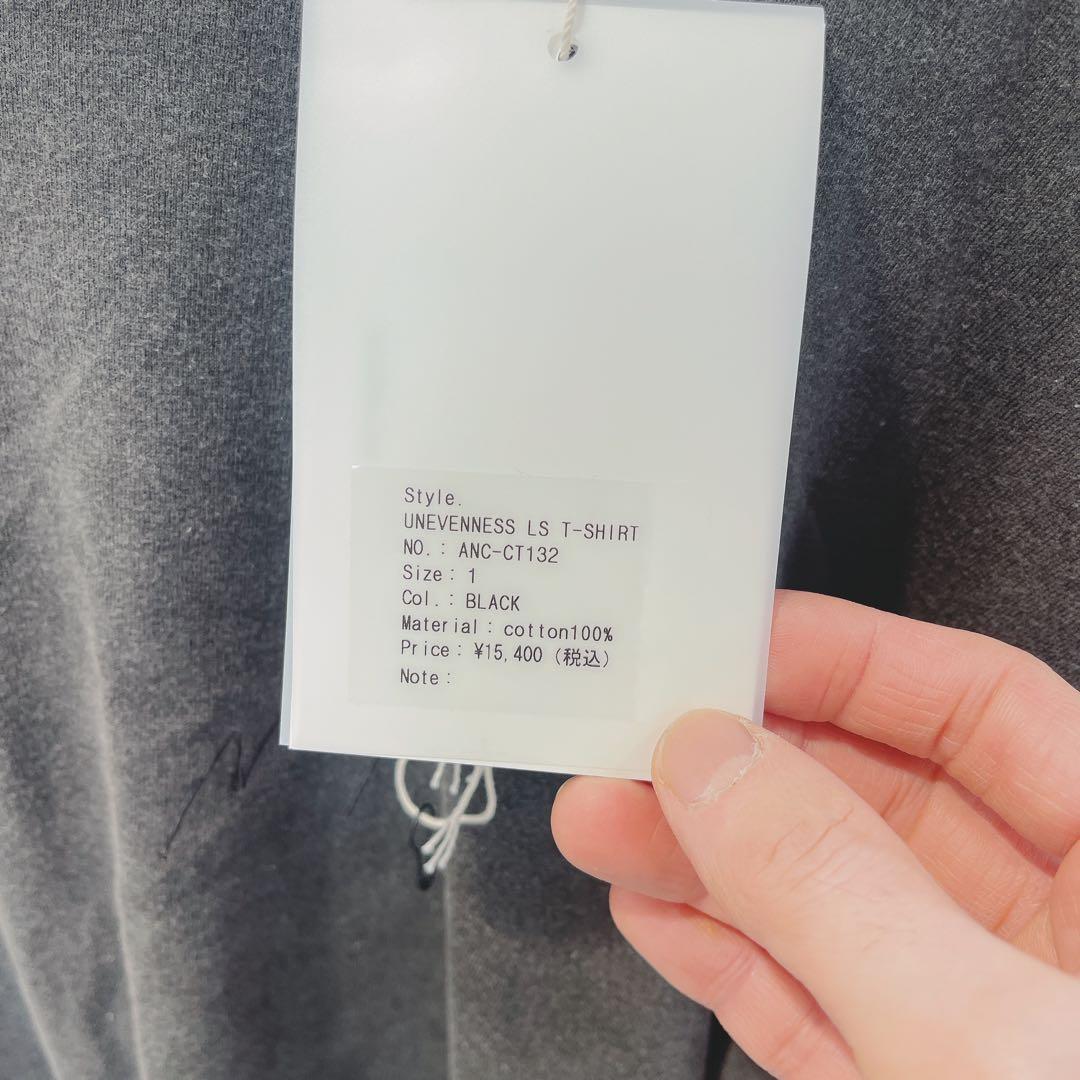 Style.
UNEVENNESS LS T-SHIRT
NO.: ANC-CT132
Size: 1
Col.: BLACK
Material: cotton100%
Price: ¥15,400 (税込)
Note: